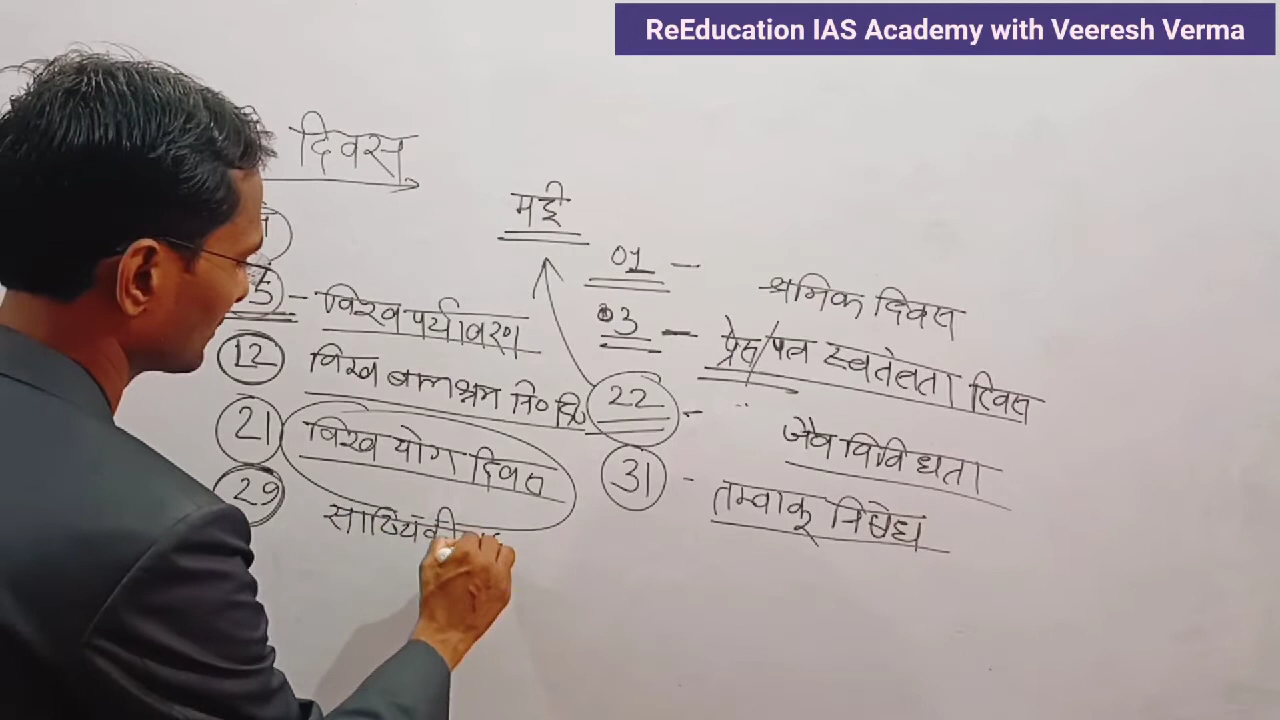 ReEducation IAS Academy with Veeresh Verma
दिवस
मई
01 -
श्रमिक दिवस
5 - विश्व पर्यावरण
03 - प्रेस/पत्र स्वतंत्रता दिवस
12 विश्व बालश्रम नि० दि०
22 - जैव विविधता
21 विश्व योग दिवस
31 - तम्बाकू निषेध
29